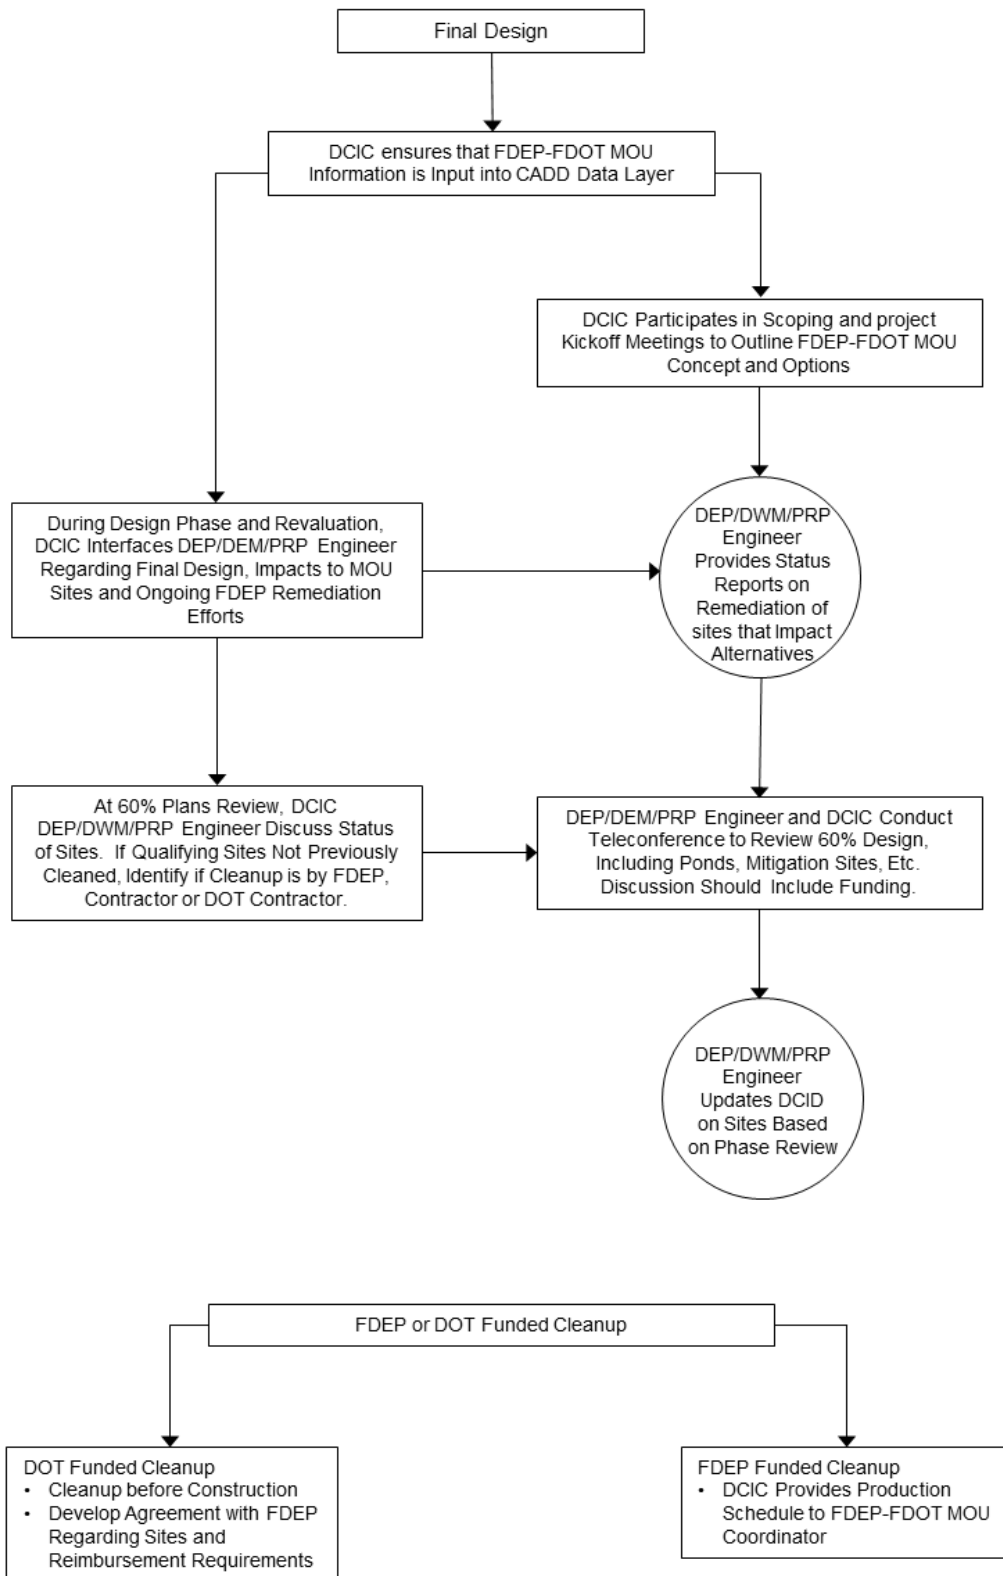 Final Design
DCIC ensures that FDEP-FDOT MOU
Information is Input into CADD Data Layer
DCIC Participates in Scoping and project
Kickoff Meetings to Outline FDEP-FDOT MOU
Concept and Options
During Design Phase and Revaluation,
DCIC Interfaces DEP/DEM/PRP Engineer
Regarding Final Design, Impacts to MOU
Sites and Ongoing FDEP Remediation
Efforts
DEP/DWM/PRP
Engineer
Provides Status
Reports on
Remediation of
sites that Impact
Alternatives
At 60% Plans Review, DCIC
DEP/DWM/PRP Engineer Discuss Status
of Sites. If Qualifying Sites Not Previously
Cleaned, Identify if Cleanup is by FDEP,
Contractor or DOT Contractor.
DEP/DEM/PRP Engineer and DCIC Conduct
Teleconference to Review 60% Design,
Including Ponds, Mitigation Sites, Etc.
Discussion Should Include Funding.
DEP/DWM/PRP
Engineer
Updates DCID
on Sites Based
on Phase Review
FDEP or DOT Funded Cleanup
DOT Funded Cleanup
• Cleanup before Construction
• Develop Agreement with FDEP
Regarding Sites and
Reimbursement Requirements
FDEP Funded Cleanup
• DCIC Provides Production
Schedule to FDEP-FDOT MOU
Coordinator